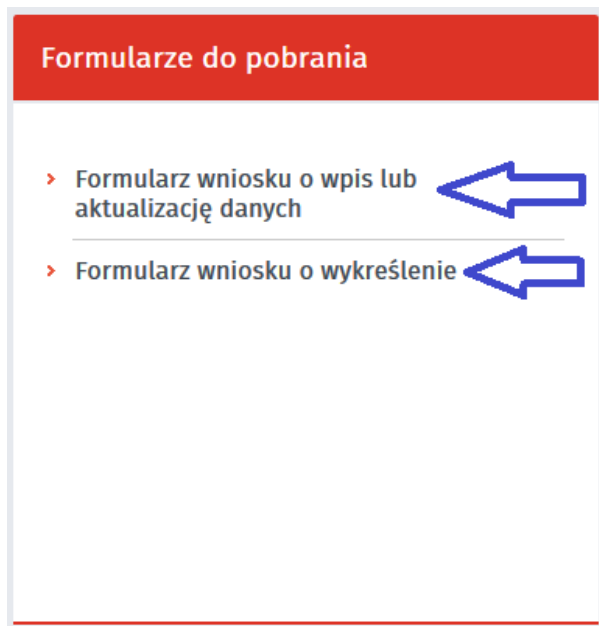 Formularze do pobrania
Formularz wniosku o wpis lub
aktualizację danych
Formularz wniosku o wykreślenie